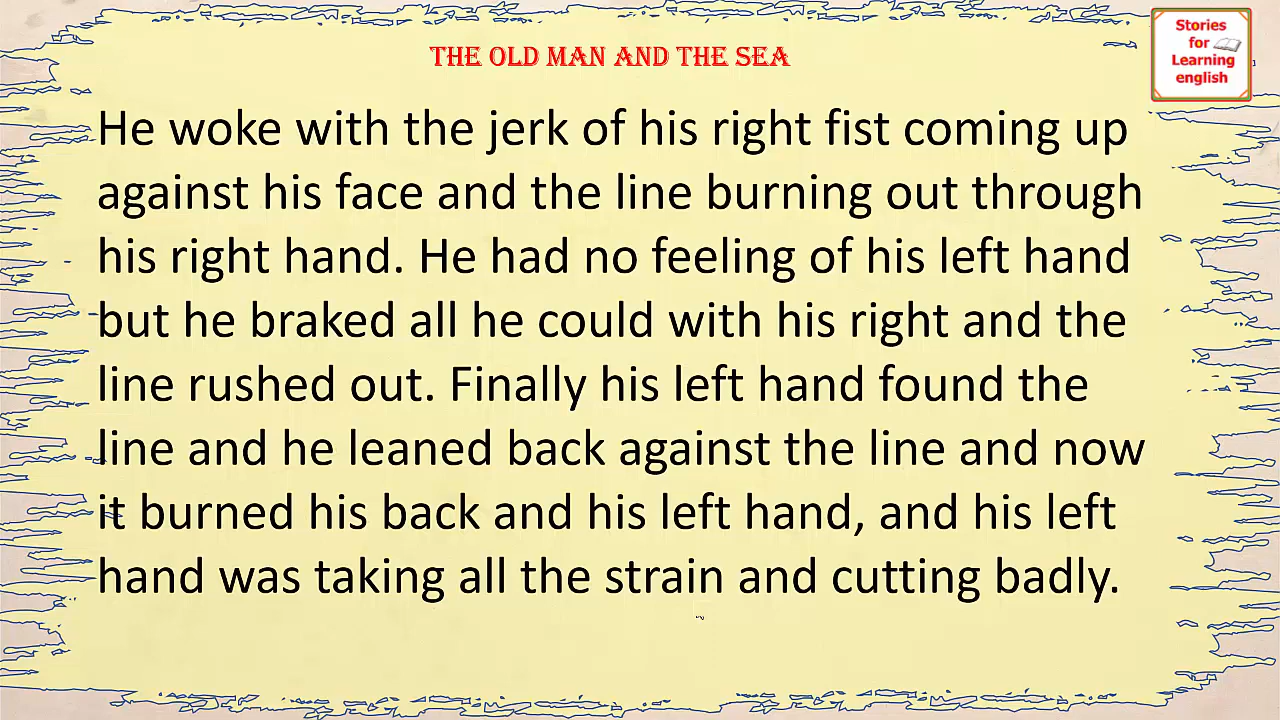 THE OLD MAN AND THE SEA
Stories
for
Learning
english
He woke with the jerk of his right fist coming up
against his face and the line burning out through
his right hand. He had no feeling of his left hand
but he braked all he could with his right and the
line rushed out. Finally his left hand found the
line and he leaned back against the line and now
it burned his back and his left hand, and his left
hand was taking all the strain and cutting badly.